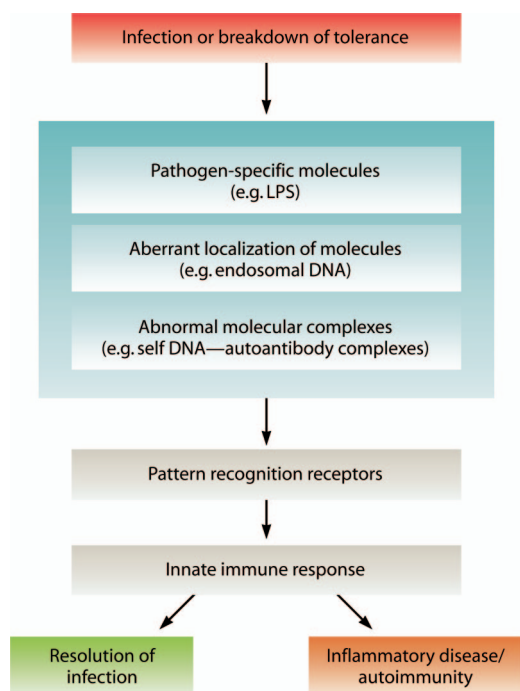 Infection or breakdown of tolerance
Pathogen-specific molecules
(e.g. LPS)
Aberrant localization of molecules
(e.g. endosomal DNA)
Abnormal molecular complexes
(e.g. self DNA—autoantibody complexes)
Pattern recognition receptors
Innate immune response
Resolution of
infection
Inflammatory disease/
autoimmunity